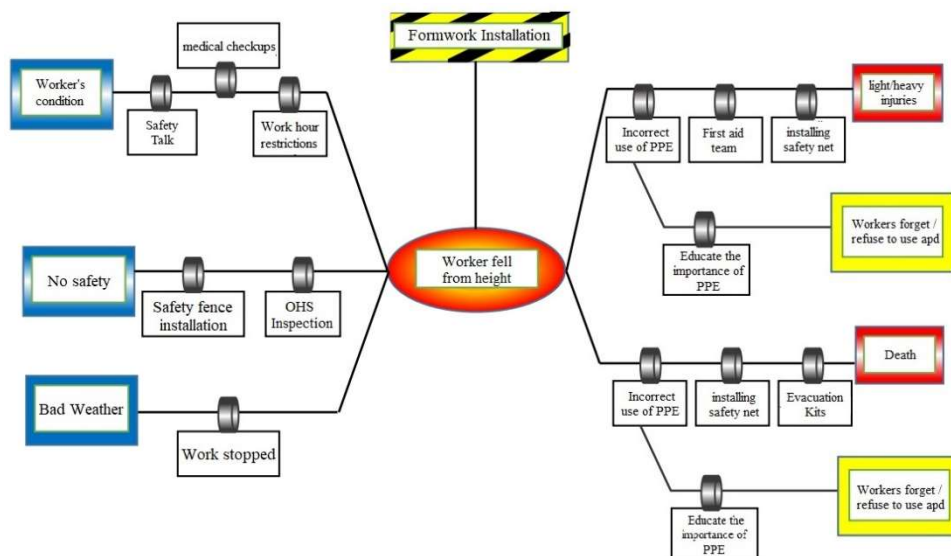 Formwork Installation
medical checkups
Worker's
condition
Safety
Talk
Work hour
restrictions
No safety
Safety fence
installation
OHS
Inspection
Bad Weather
Work stopped
Worker fell
from height
light/heavy
injuries
Incorrect
use of PPE
First aid
team
installing
safety net
Workers forget /
refuse to use apd
Educate the
importance of
PPE
Death
Incorrect
use of PPE
installing
safety net
Evacuation
Kits
Workers forget /
refuse to use apd
Educate the
importance of
PPE